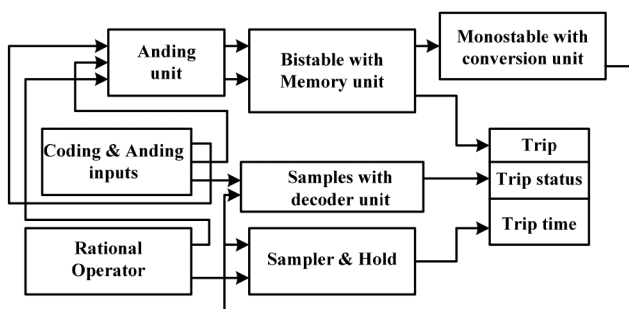 Anding
unit
Bistable with
Memory unit
Monostable with
conversion unit
Coding & Anding
inputs
Samples with
decoder unit
Trip
Trip status
Trip time
Rational
Operator
Sampler & Hold